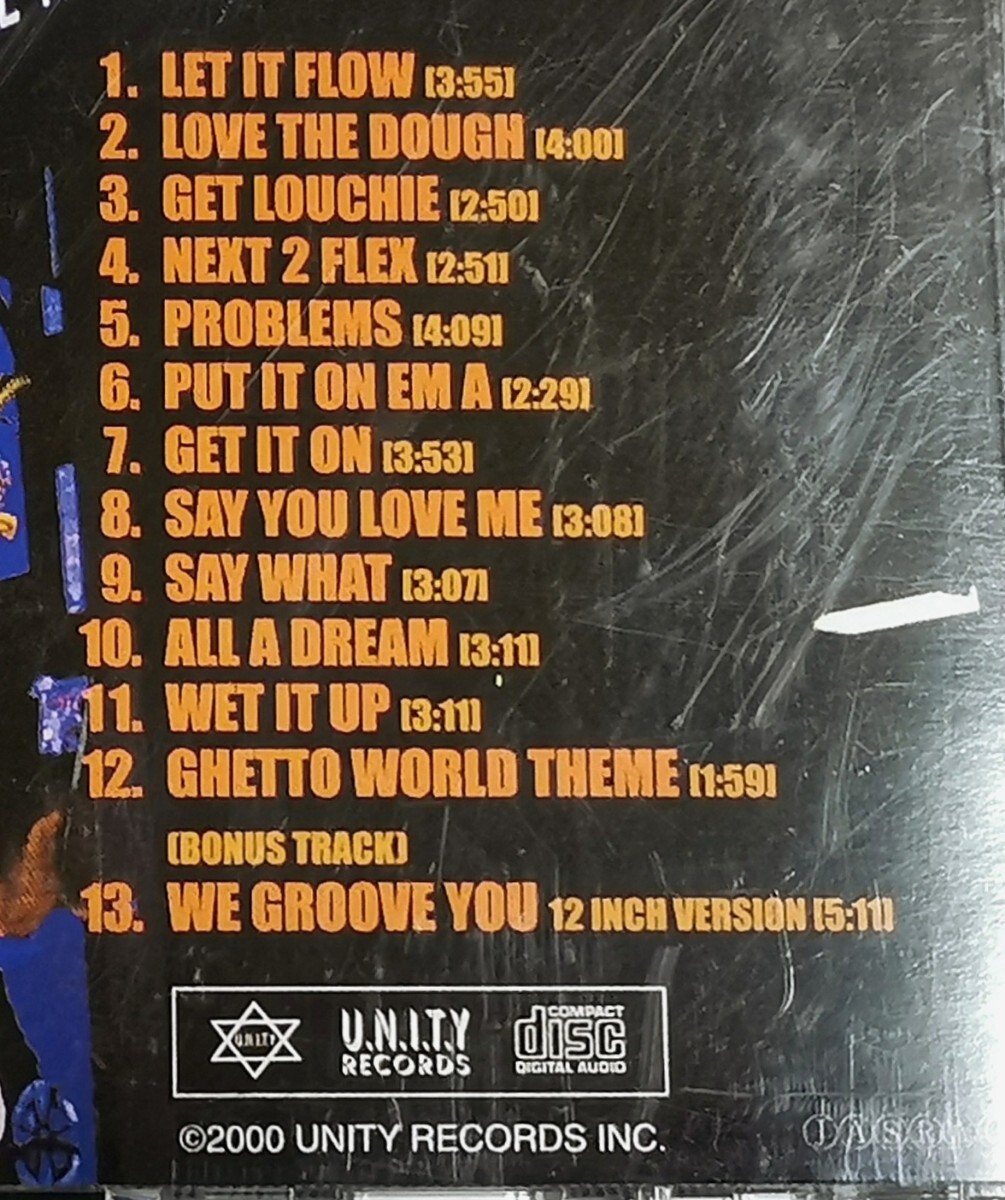 1. LET IT FLOW [3:55]
2. LOVE THE DOUGH [4:00]
3. GET LOUCHIE [2:50]
4. NEXT 2 FLEX [2:51]
5. PROBLEMS [4:09]
6. PUT IT ON EM A [2:29]
7. GET IT ON [3:53]
8. SAY YOU LOVE ME [3:08]
9. SAY WHAT [3:07]
10. ALL A DREAM [3:11]
11. WET IT UP [3:11]
12. GHETTO WORLD THEME [1:59]
(BONUS TRACK)
13. WE GROOVE YOU 12 INCH VERSION [5:11]
U.N.I.T.Y
U.N.I.T.Y
RECORDS
COMPACT
disc
DIGITAL AUDIO
©2000 UNITY RECORDS INC.
JASRAC